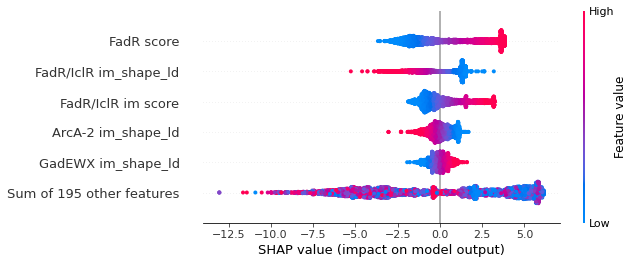 High
FadR score
FadR/IclR im_shape_ld
FadR/IclR im score
ArcA-2 im_shape_ld
GadEWX im_shape_ld
Sum of 195 other features
Feature value
Low
−12.5 −10.0 −7.5 −5.0 −2.5 0.0 2.5 5.0
SHAP value (impact on model output)